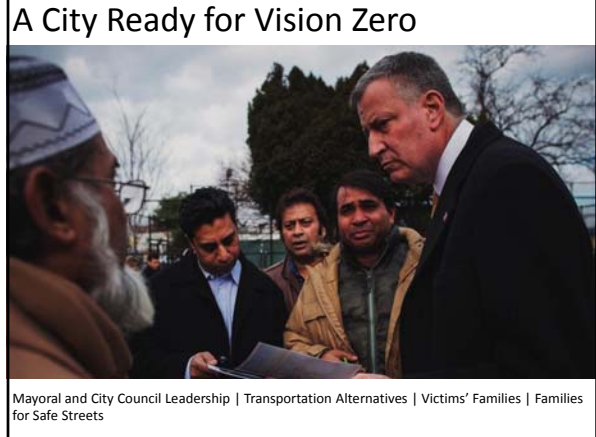 A City Ready for Vision Zero
Mayoral and City Council Leadership | Transportation Alternatives | Victims’ Families | Families
for Safe Streets